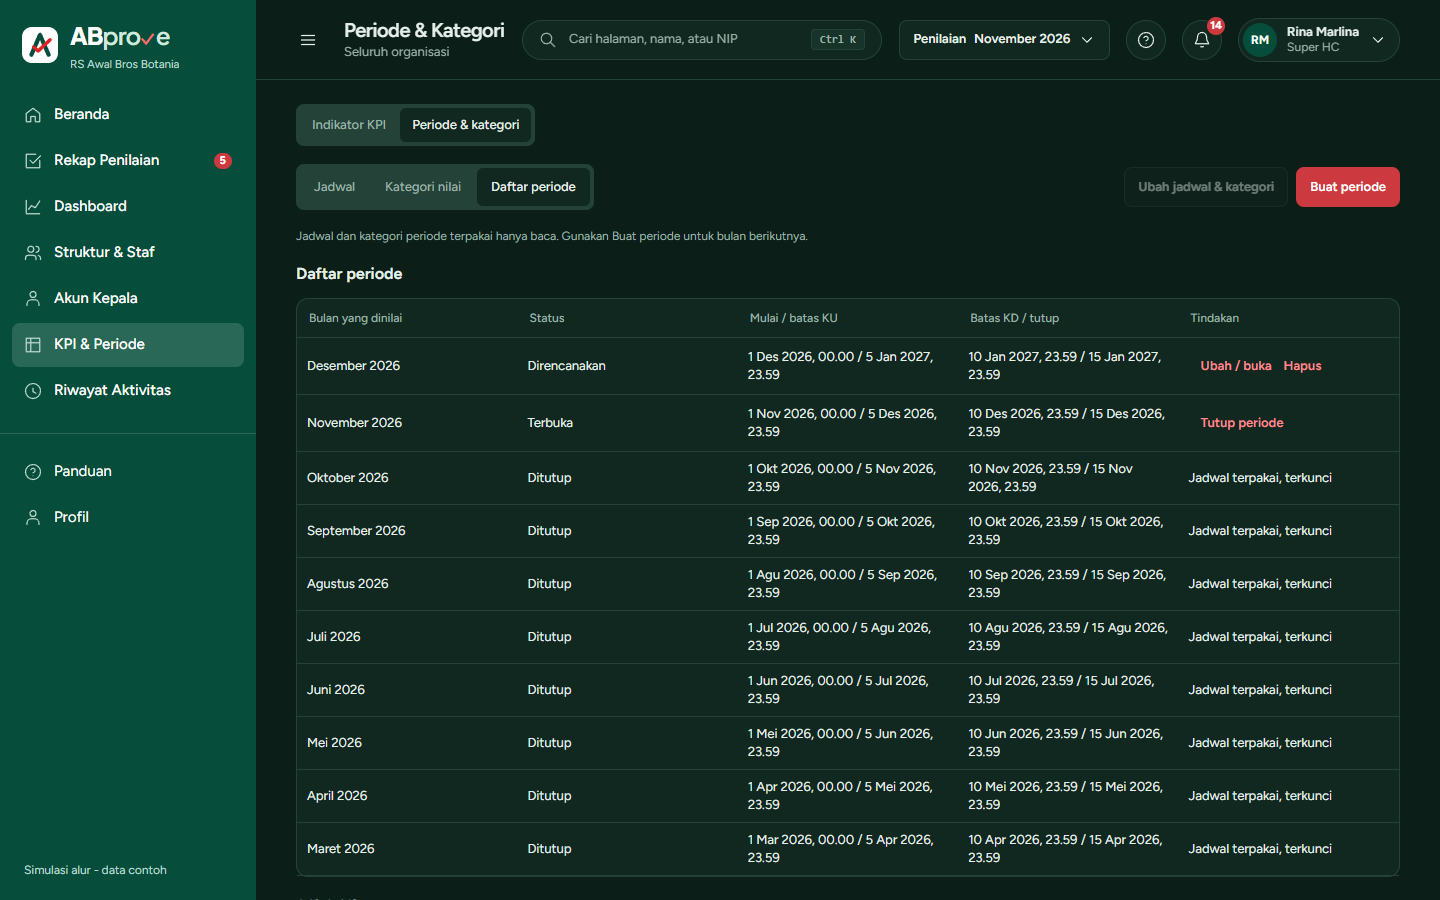 ABprove
RS Awal Bros Botania
Beranda
Rekap Penilaian 5
Dashboard
Struktur & Staf
Akun Kepala
KPI & Periode
Riwayat Aktivitas
Panduan
Profil
Simulasi alur - data contoh
Periode & Kategori
Seluruh organisasi
Cari halaman, nama, atau NIP Ctrl K
Penilaian November 2026
14
RM
Rina Marlina
Super HC
Indikator KPI Periode & kategori
Jadwal Kategori nilai Daftar periode
Ubah jadwal & kategori Buat periode
Jadwal dan kategori periode terpakai hanya baca. Gunakan Buat periode untuk bulan berikutnya.
Daftar periode
Bulan yang dinilai Status Mulai / batas KU Batas KD / tutup Tindakan
Desember 2026 Direncanakan 1 Des 2026, 00.00 / 5 Jan 2027, 23.59 10 Jan 2027, 23.59 / 15 Jan 2027, 23.59 Ubah / buka Hapus
November 2026 Terbuka 1 Nov 2026, 00.00 / 5 Des 2026, 23.59 10 Des 2026, 23.59 / 15 Des 2026, 23.59 Tutup periode
Oktober 2026 Ditutup 1 Okt 2026, 00.00 / 5 Nov 2026, 23.59 10 Nov 2026, 23.59 / 15 Nov 2026, 23.59 Jadwal terpakai, terkunci
September 2026 Ditutup 1 Sep 2026, 00.00 / 5 Okt 2026, 23.59 10 Okt 2026, 23.59 / 15 Okt 2026, 23.59 Jadwal terpakai, terkunci
Agustus 2026 Ditutup 1 Agu 2026, 00.00 / 5 Sep 2026, 23.59 10 Sep 2026, 23.59 / 15 Sep 2026, 23.59 Jadwal terpakai, terkunci
Juli 2026 Ditutup 1 Jul 2026, 00.00 / 5 Agu 2026, 23.59 10 Agu 2026, 23.59 / 15 Agu 2026, 23.59 Jadwal terpakai, terkunci
Juni 2026 Ditutup 1 Jun 2026, 00.00 / 5 Jul 2026, 23.59 10 Jul 2026, 23.59 / 15 Jul 2026, 23.59 Jadwal terpakai, terkunci
Mei 2026 Ditutup 1 Mei 2026, 00.00 / 5 Jun 2026, 23.59 10 Jun 2026, 23.59 / 15 Jun 2026, 23.59 Jadwal terpakai, terkunci
April 2026 Ditutup 1 Apr 2026, 00.00 / 5 Mei 2026, 23.59 10 Mei 2026, 23.59 / 15 Mei 2026, 23.59 Jadwal terpakai, terkunci
Maret 2026 Ditutup 1 Mar 2026, 00.00 / 5 Apr 2026, 23.59 10 Apr 2026, 23.59 / 15 Apr 2026, 23.59 Jadwal terpakai, terkunci